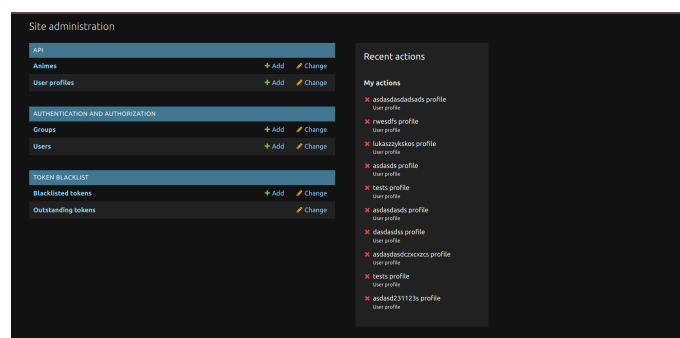 Site administration
API
Animes + Add Change
User profiles + Add Change
AUTHENTICATION AND AUTHORIZATION
Groups + Add Change
Users + Add Change
TOKEN BLACKLIST
Blacklisted tokens + Add Change
Outstanding tokens Change
Recent actions
My actions
asdasdasdadsads profile
User profile
rwesdfs profile
User profile
lukaszzykskos profile
User profile
asdasds profile
User profile
tests profile
User profile
asdasdasds profile
User profile
dasdasdss profile
User profile
asdasdasdczxcxzcs profile
User profile
tests profile
User profile
asdasd231123s profile
User profile